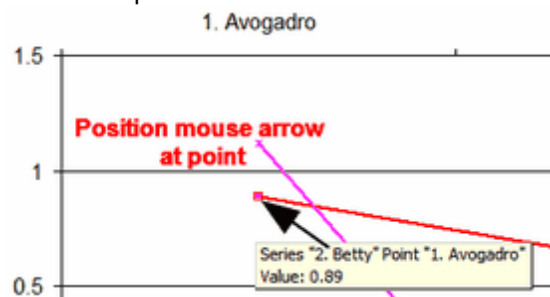 1. Avogadro
1.5
Position mouse arrow
at point
1
Series "2. Betty" Point "1. Avogadro"
Value: 0.89
0.5